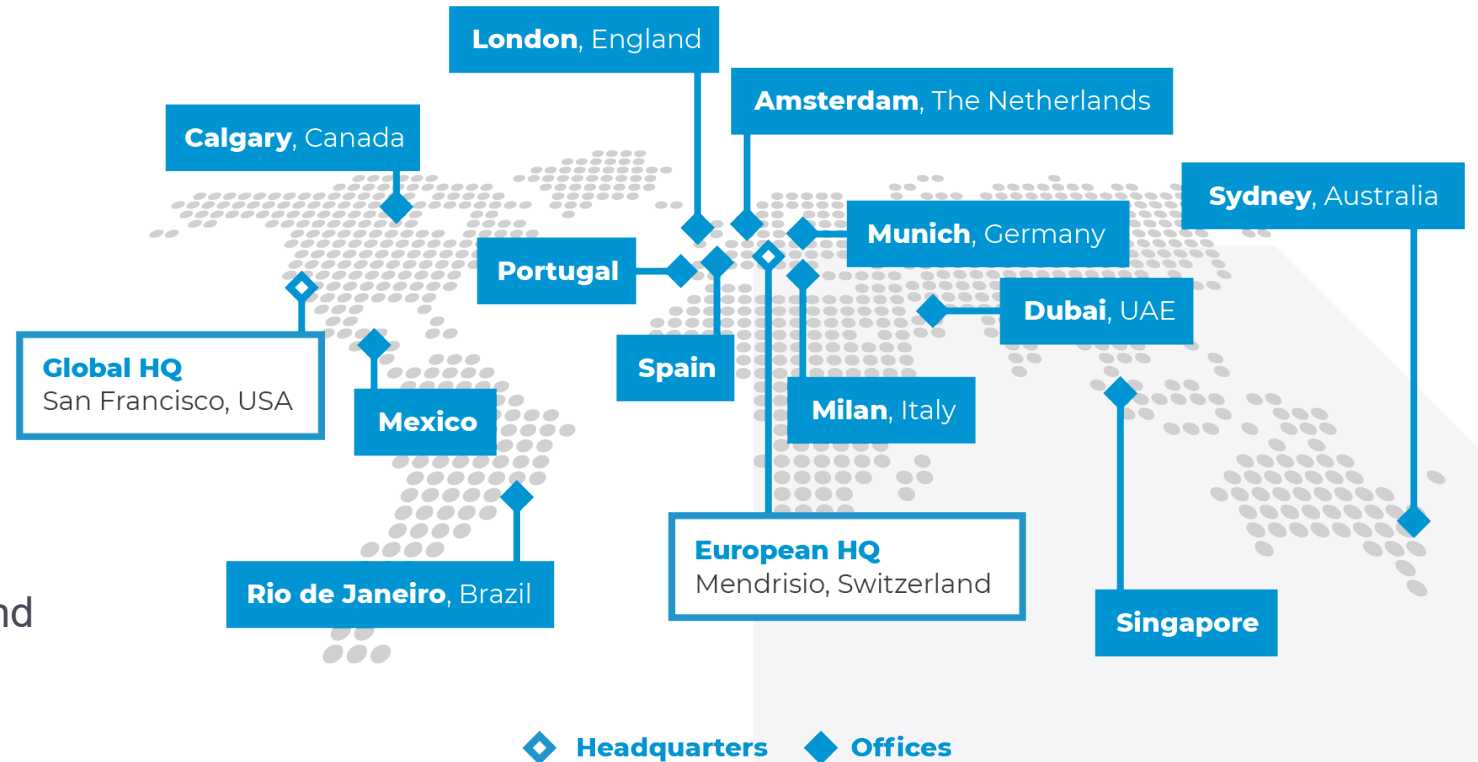 London, England
Amsterdam, The Netherlands
Calgary, Canada
Sydney, Australia
Munich, Germany
Portugal
Dubai, UAE
Global HQ
San Francisco, USA
Spain
Mexico
Milan, Italy
European HQ
Mendrisio, Switzerland
Rio de Janeiro, Brazil
Singapore
Headquarters
Offices